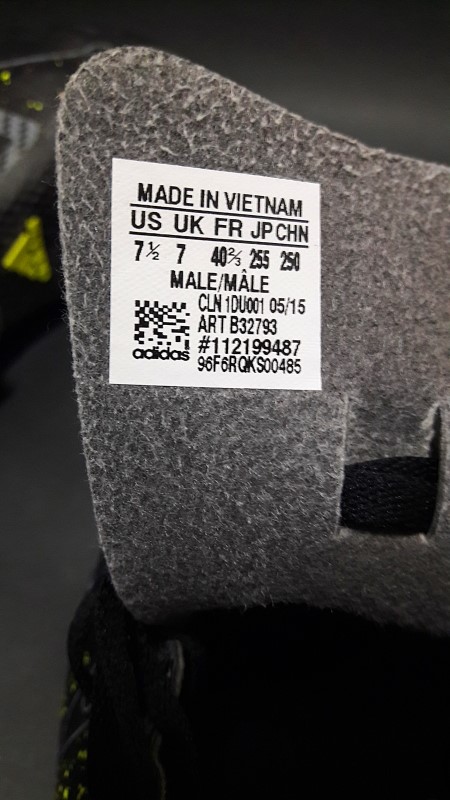 MADE IN VIETNAM
US UK FR JP CHN
7½ 7 40⅔ 255 250
MALE/MÂLE
CLN 1DU001 05/15
ART B32793
#112199487
96F6RQKS00485
adidas